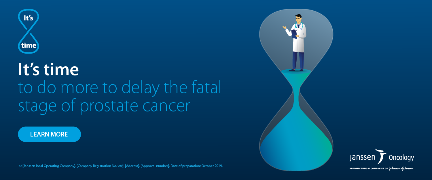 It's
time
It's time
to do more to delay the fatal
stage of prostate cancer
LEARN MORE
janssen Oncology